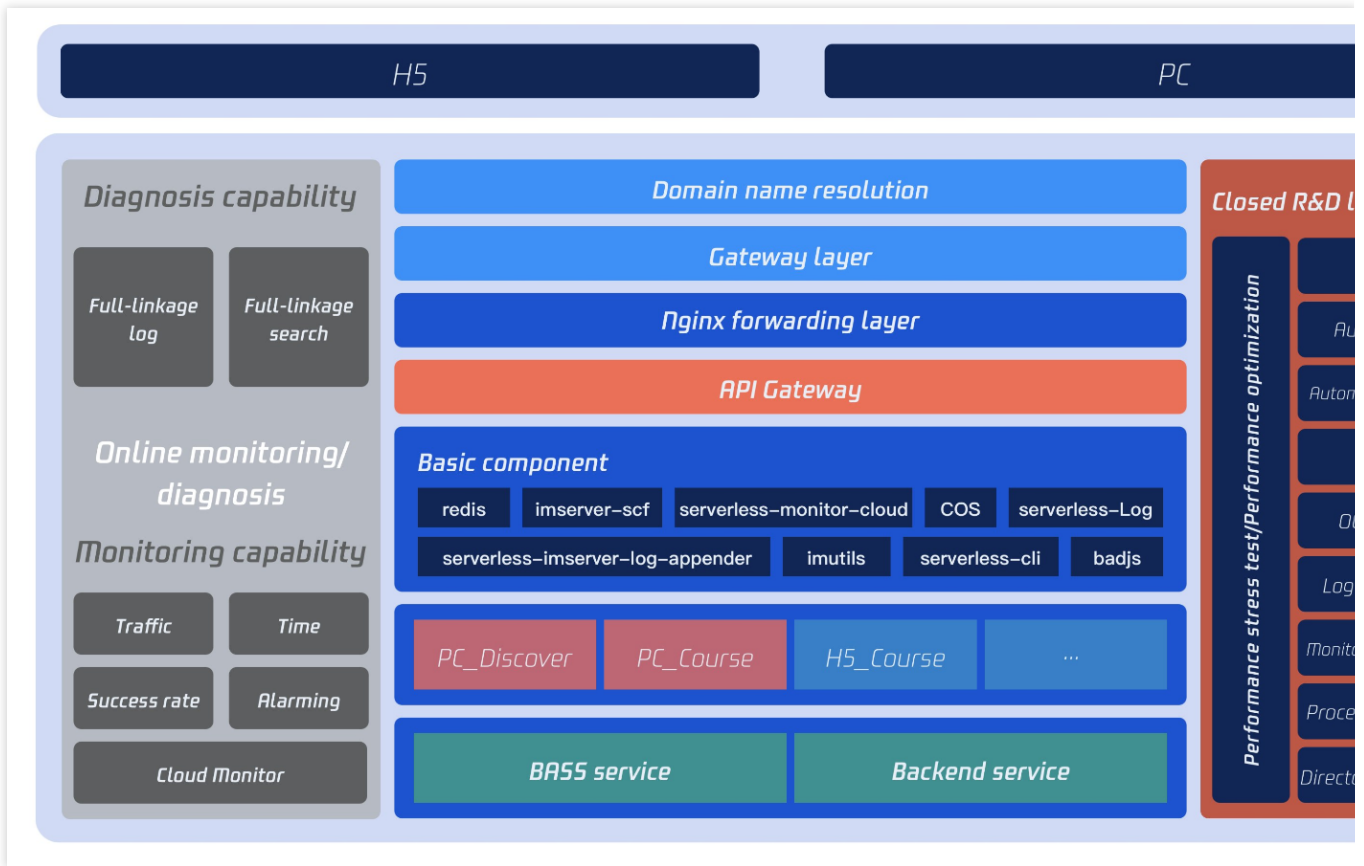 H5
PC
Diagnosis capability
Full-linkage
log
Full-linkage
search
Online monitoring/
diagnosis
Monitoring capability
Traffic
Time
Success rate
Alarming
Cloud Monitor
Domain name resolution
Gateway layer
Nginx forwarding layer
API Gateway
Basic component
redis
imserver-scf
serverless-monitor-cloud
COS
serverless-Log
serverless-imserver-log-appender
imutils
serverless-cli
badjs
PC_Discover
PC_Course
H5_Course
...
BASS service
Backend service
Closed R&D
Performance stress test/Performance optimization
Log